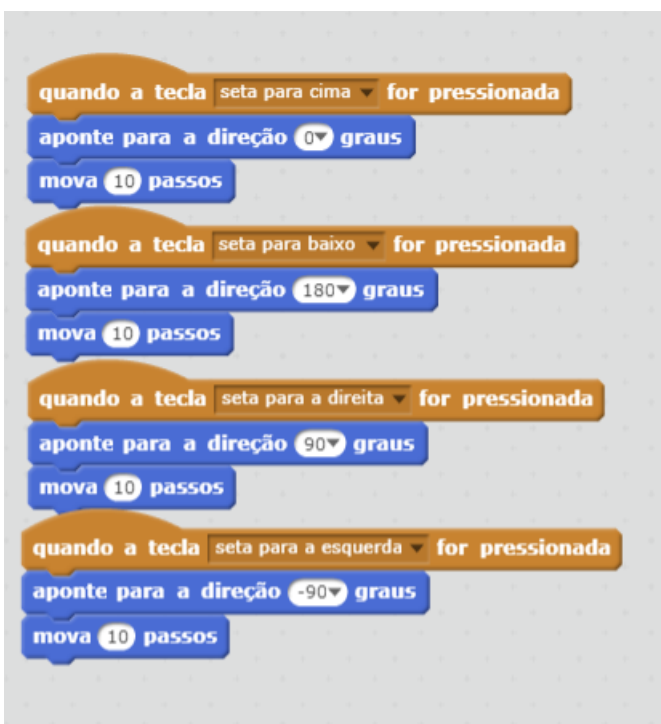 quando a tecla seta para cima for pressionada
aponte para a direção 0 graus
mova 10 passos
quando a tecla seta para baixo for pressionada
aponte para a direção 180 graus
mova 10 passos
quando a tecla seta para a direita for pressionada
aponte para a direção 90 graus
mova 10 passos
quando a tecla seta para a esquerda for pressionada
aponte para a direção -90 graus
mova 10 passos